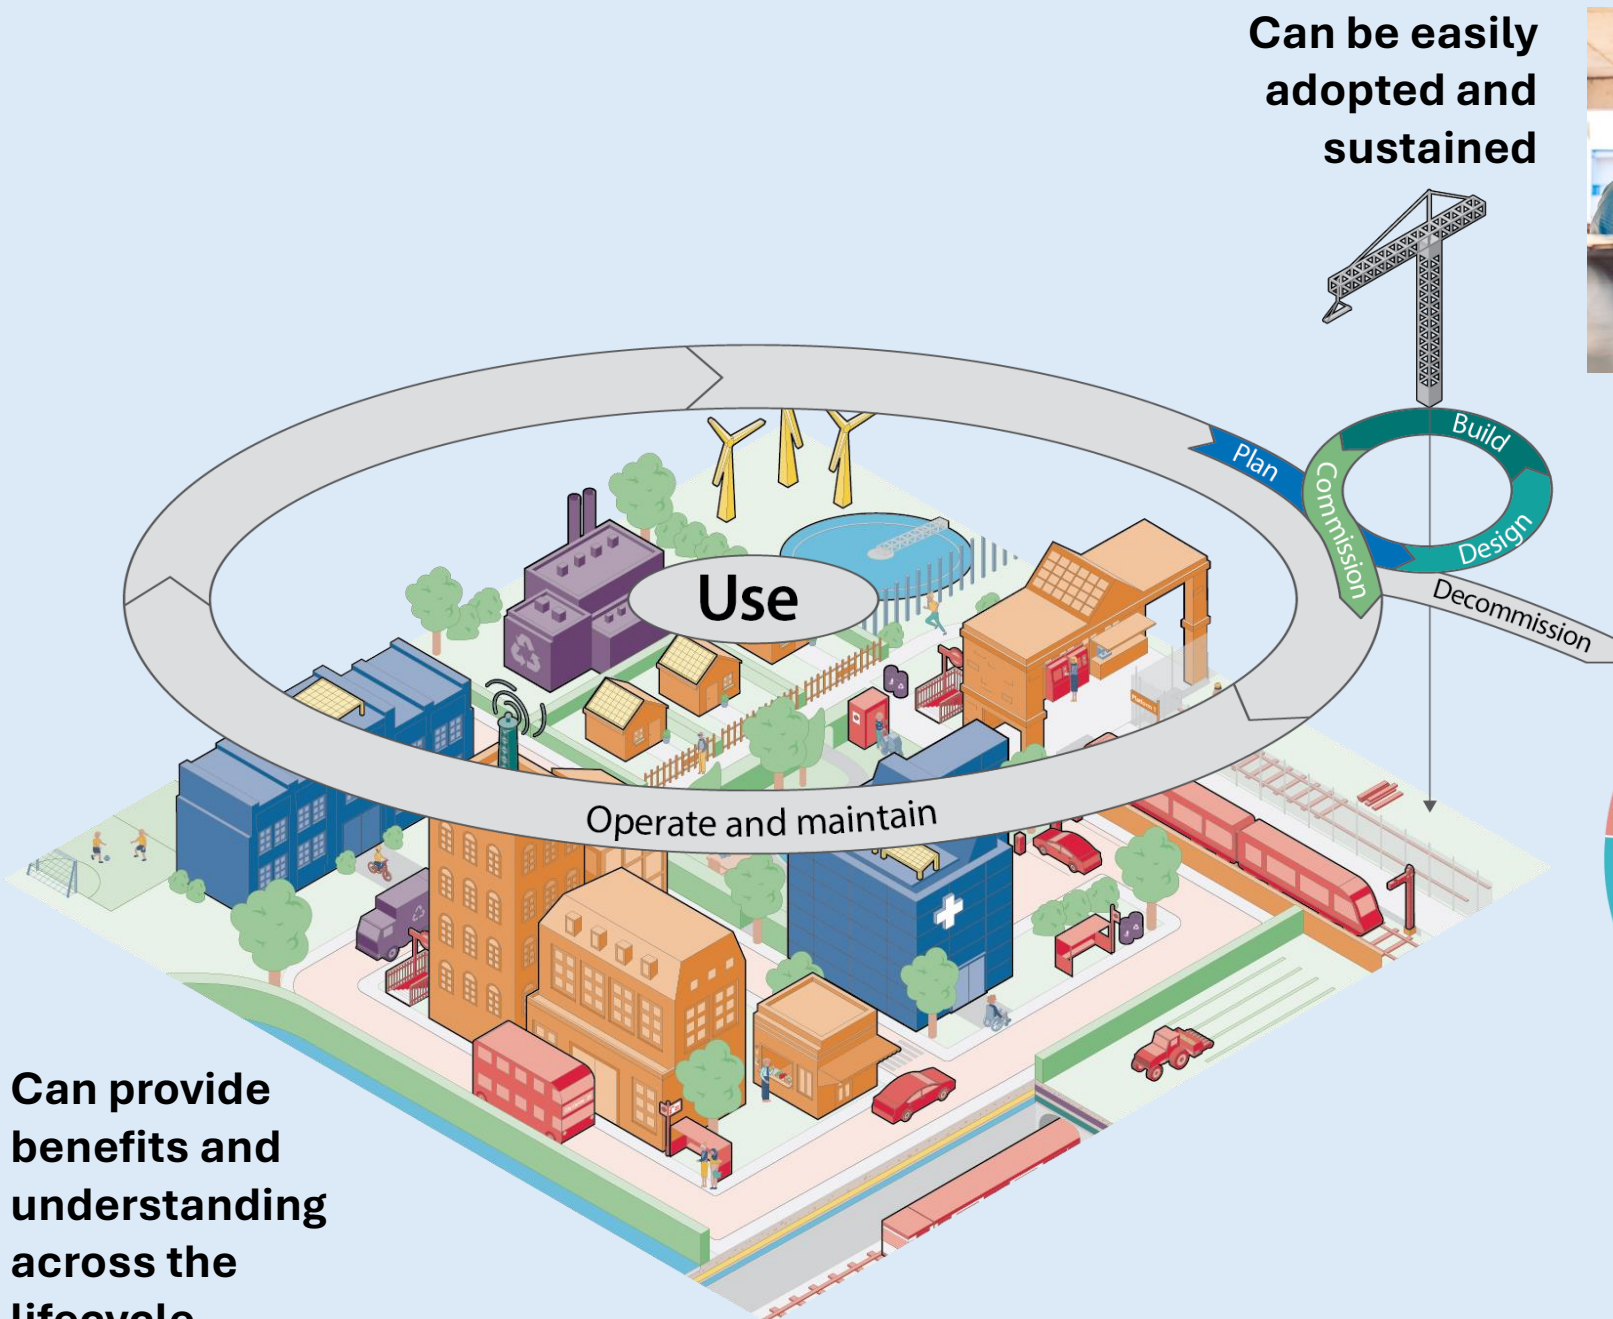 Can be easily
adopted and
sustained
Build
Plan
Commission
Design
Decommission
Use
Operate and maintain
Can provide
benefits and
understanding
across the
lifecycle